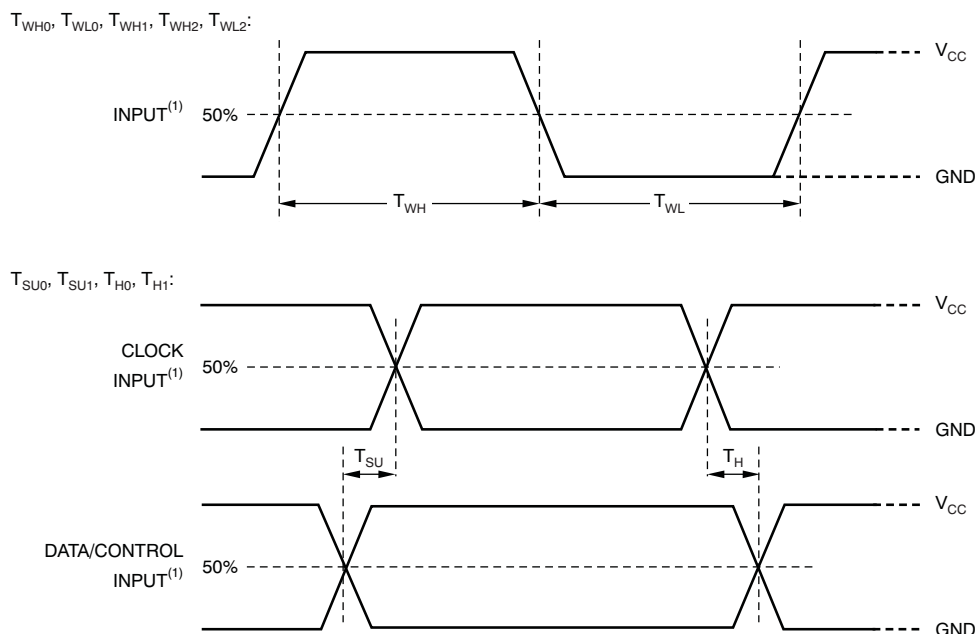 T_WH0, T_WL0, T_WH1, T_WH2, T_WL2:
V_CC
INPUT^(1) 50%
GND
T_WH
T_WL
T_SU0, T_SU1, T_H0, T_H1:
V_CC
CLOCK
INPUT^(1) 50%
GND
T_SU
T_H
V_CC
DATA/CONTROL
INPUT^(1) 50%
GND